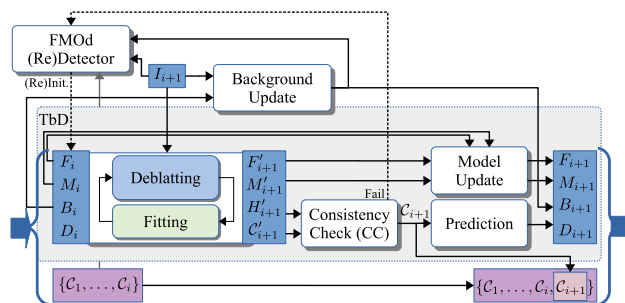 FMOd
(Re)Detector
(Re)Init.
I_{i+1}
Background
Update
TbD
F_i
M_i
B_i
D_i
Deblatting
Fitting
F'_{i+1}
M'_{i+1}
H'_{i+1}
C'_{i+1}
Consistency
Check (CC)
Fail
C_{i+1}
Model
Update
Prediction
F_{i+1}
M_{i+1}
B_{i+1}
D_{i+1}
{C_1, ..., C_i}
{C_1, ..., C_i, C_{i+1}}